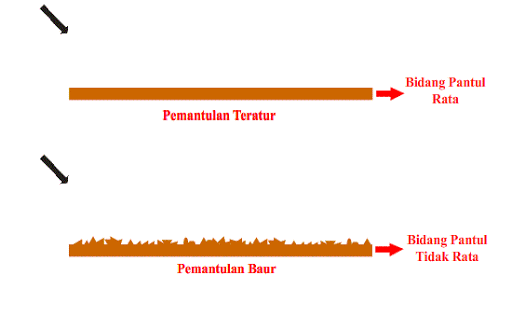 Bidang Pantul
Rata
Pemantulan Teratur
Bidang Pantul
Tidak Rata
Pemantulan Baur